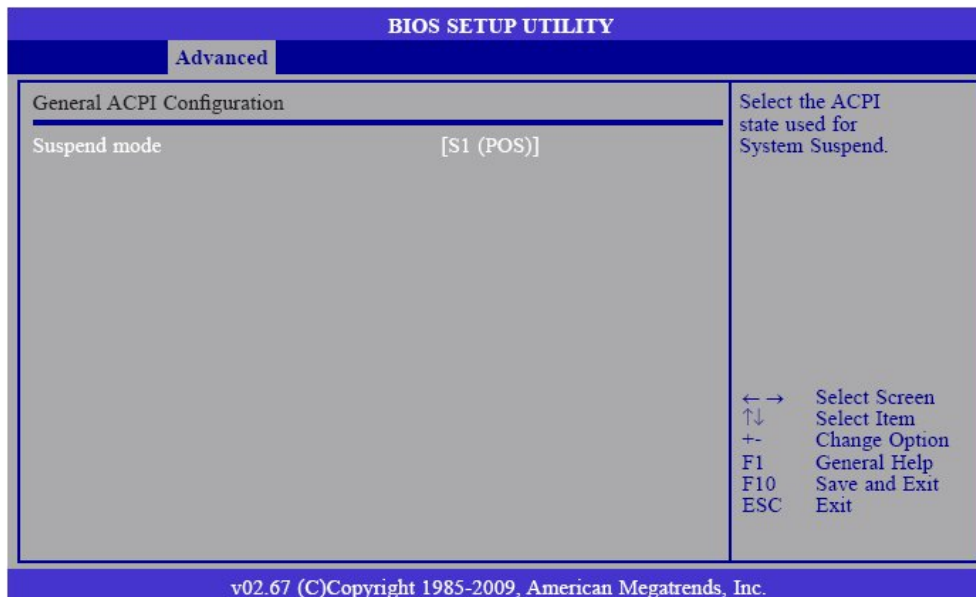 BIOS SETUP UTILITY
Advanced
General ACPI Configuration
Suspend mode [S1 (POS)]
Select the ACPI
state used for
System Suspend.
← → Select Screen
↑↓ Select Item
+- Change Option
F1 General Help
F10 Save and Exit
ESC Exit
v02.67 (C)Copyright 1985-2009, American Megatrends, Inc.